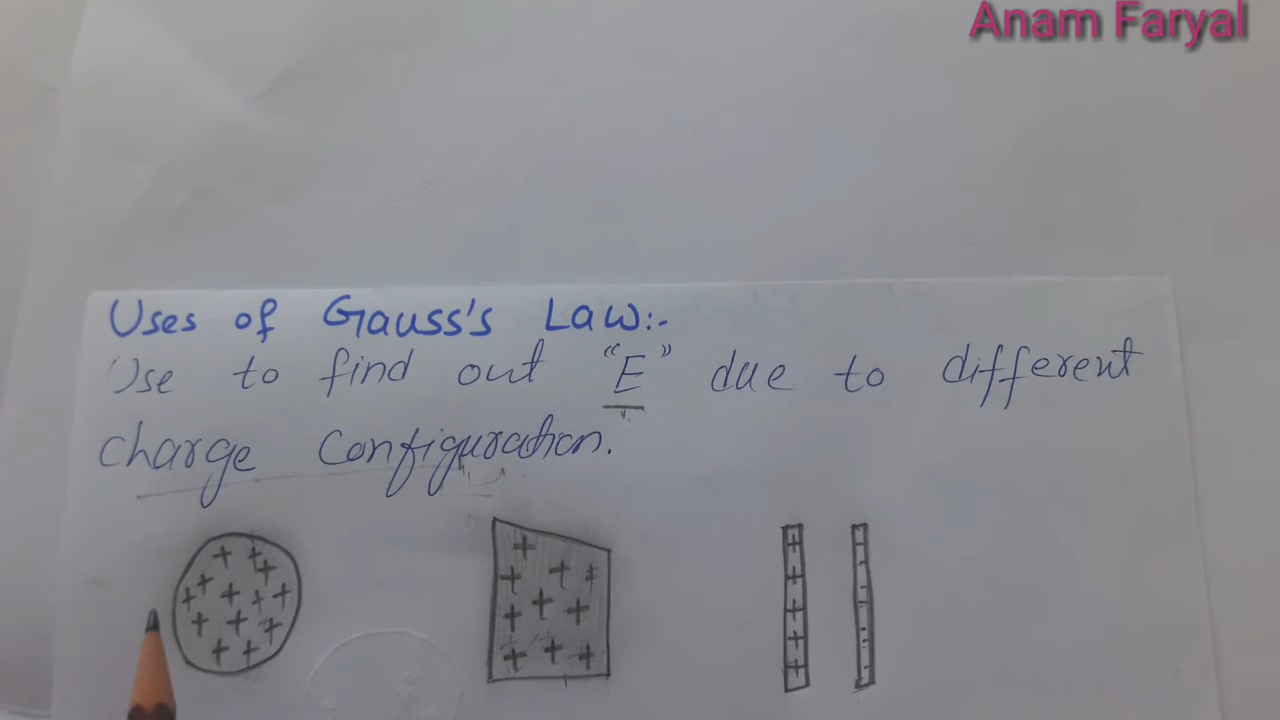 Anam Faryal
Uses of Gauss's Law:-
Use to find out "E" due to different
charge configuration.